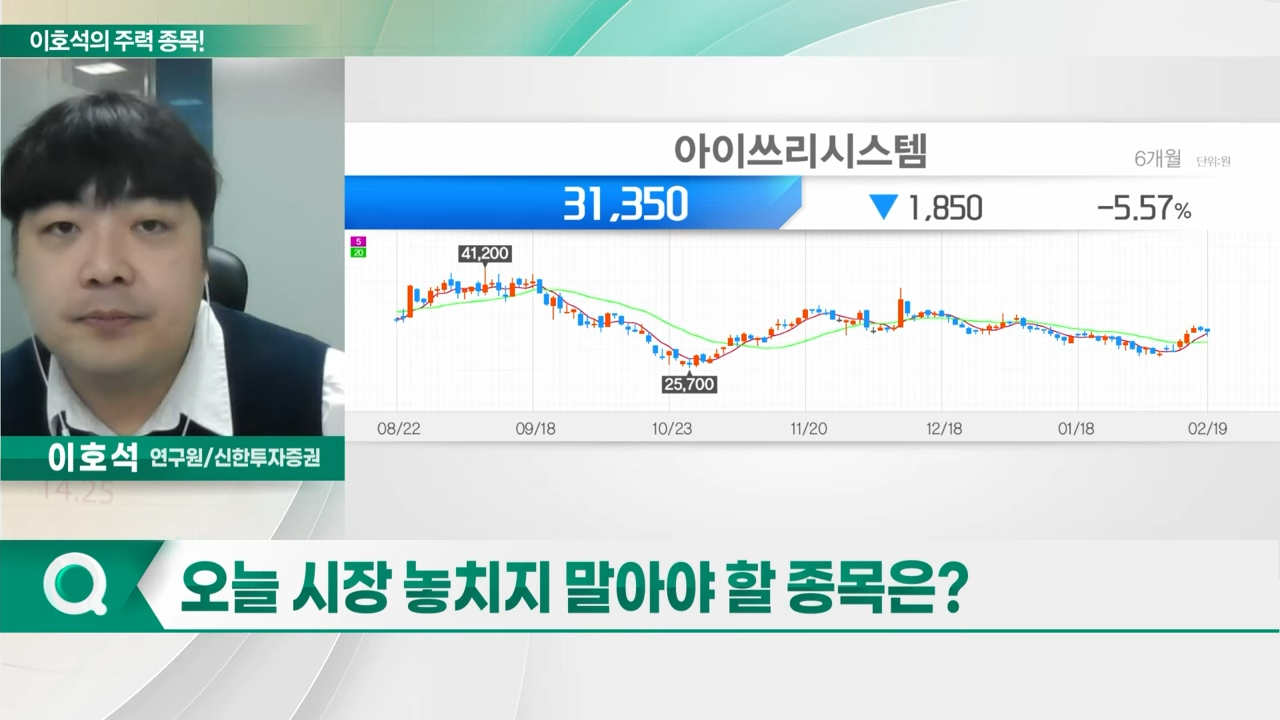 이호석의 주력 종목!
아이쓰리시스템
6개월 단위:원
31,350 ▼ 1,850 -5.57%
5
20
41,200
25,700
08/22 09/18 10/23 11/20 12/18 01/18 02/19
이호석 연구원/신한투자증권
14.25
오늘 시장 놓치지 말아야 할 종목은?